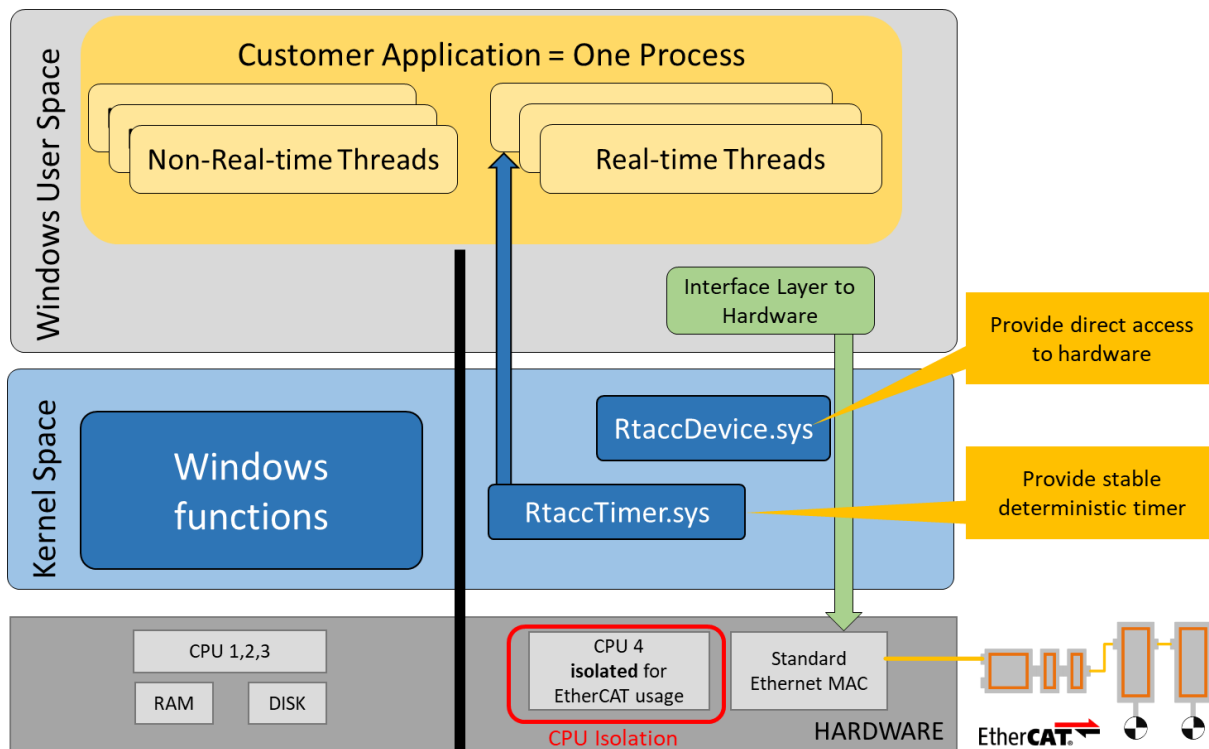 Windows User Space
Customer Application = One Process
Non-Real-time Threads
Real-time Threads
Interface Layer to
Hardware
Provide direct access
to hardware
Kernel Space
Windows
functions
RtaccDevice.sys
RtaccTimer.sys
Provide stable
deterministic timer
CPU 1,2,3
RAM
DISK
CPU 4
isolated for
EtherCAT usage
CPU Isolation
Standard
Ethernet MAC
HARDWARE
EtherCAT®